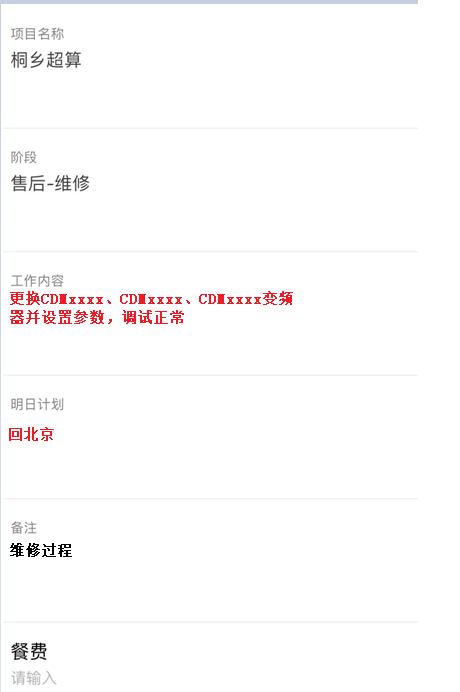 项目名称
桐乡超算
阶段
售后-维修
工作内容
更换CDMxxxx、CDMxxxx、CDMxxxx变频
器并设置参数，调试正常
明日计划
回北京
备注
维修过程
餐费
请输入